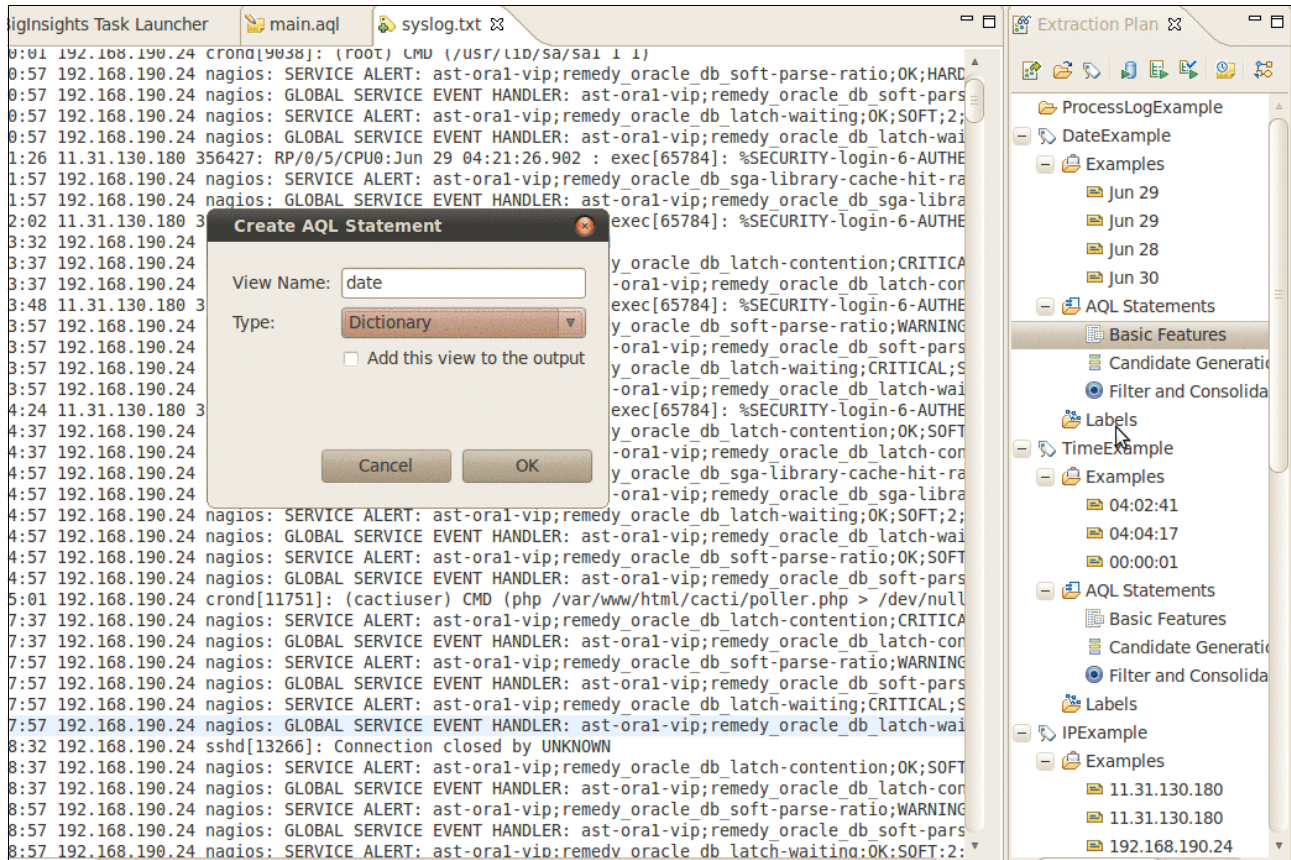 BigInsights Task Launcher
main.aql
syslog.txt
0:01 192.168.190.24 crond[9038]: (root) CMD (/usr/lib/sa/sa1 1 1)
0:57 192.168.190.24 nagios: SERVICE ALERT: ast-ora1-vip;remedy_oracle_db_soft-parse-ratio;OK;HARD
0:57 192.168.190.24 nagios: GLOBAL SERVICE EVENT HANDLER: ast-ora1-vip;remedy_oracle_db_soft-pars
0:57 192.168.190.24 nagios: SERVICE ALERT: ast-ora1-vip;remedy_oracle_db_latch-waiting;OK;SOFT;2;
0:57 192.168.190.24 nagios: GLOBAL SERVICE EVENT HANDLER: ast-ora1-vip;remedy_oracle_db_latch-wai
1:26 11.31.130.180 356427: RP/0/5/CPU0:Jun 29 04:21:26.902 : exec[65784]: %SECURITY-login-6-AUTHE
1:57 192.168.190.24 nagios: SERVICE ALERT: ast-ora1-vip;remedy_oracle_db_sga-library-cache-hit-ra
1:57 192.168.190.24 nagios: GLOBAL SERVICE EVENT HANDLER: ast-ora1-vip;remedy_oracle_db_sga-libra
2:02 11.31.130.180 3 exec[65784]: %SECURITY-login-6-AUTHE
3:32 192.168.190.24
3:37 192.168.190.24 y_oracle_db_latch-contention;CRITICA
3:37 192.168.190.24 -ora1-vip;remedy_oracle_db_latch-con
3:48 11.31.130.180 3 exec[65784]: %SECURITY-login-6-AUTHE
3:57 192.168.190.24 y_oracle_db_soft-parse-ratio;WARNING
3:57 192.168.190.24 -ora1-vip;remedy_oracle_db_soft-pars
3:57 192.168.190.24 y_oracle_db_latch-waiting;CRITICAL;S
3:57 192.168.190.24 -ora1-vip;remedy_oracle_db_latch-wai
4:24 11.31.130.180 3 exec[65784]: %SECURITY-login-6-AUTHE
4:37 192.168.190.24 y_oracle_db_latch-contention;OK;SOFT
4:37 192.168.190.24 -ora1-vip;remedy_oracle_db_latch-con
4:57 192.168.190.24 y_oracle_db_sga-library-cache-hit-ra
4:57 192.168.190.24 -ora1-vip;remedy_oracle_db_sga-libra
4:57 192.168.190.24 nagios: SERVICE ALERT: ast-ora1-vip;remedy_oracle_db_latch-waiting;OK;SOFT;2;
4:57 192.168.190.24 nagios: GLOBAL SERVICE EVENT HANDLER: ast-ora1-vip;remedy_oracle_db_latch-wai
4:57 192.168.190.24 nagios: SERVICE ALERT: ast-ora1-vip;remedy_oracle_db_soft-parse-ratio;OK;SOFT
4:57 192.168.190.24 nagios: GLOBAL SERVICE EVENT HANDLER: ast-ora1-vip;remedy_oracle_db_soft-pars
5:01 192.168.190.24 crond[11751]: (cactiuser) CMD (php /var/www/html/cacti/poller.php > /dev/null
7:37 192.168.190.24 nagios: SERVICE ALERT: ast-ora1-vip;remedy_oracle_db_latch-contention;CRITICA
7:37 192.168.190.24 nagios: GLOBAL SERVICE EVENT HANDLER: ast-ora1-vip;remedy_oracle_db_latch-con
7:57 192.168.190.24 nagios: SERVICE ALERT: ast-ora1-vip;remedy_oracle_db_soft-parse-ratio;WARNING
7:57 192.168.190.24 nagios: GLOBAL SERVICE EVENT HANDLER: ast-ora1-vip;remedy_oracle_db_soft-pars
7:57 192.168.190.24 nagios: SERVICE ALERT: ast-ora1-vip;remedy_oracle_db_latch-waiting;CRITICAL;S
7:57 192.168.190.24 nagios: GLOBAL SERVICE EVENT HANDLER: ast-ora1-vip;remedy_oracle_db_latch-wai
8:32 192.168.190.24 sshd[13266]: Connection closed by UNKNOWN
8:37 192.168.190.24 nagios: SERVICE ALERT: ast-ora1-vip;remedy_oracle_db_latch-contention;OK;SOFT
8:37 192.168.190.24 nagios: GLOBAL SERVICE EVENT HANDLER: ast-ora1-vip;remedy_oracle_db_latch-con
8:57 192.168.190.24 nagios: SERVICE ALERT: ast-ora1-vip;remedy_oracle_db_soft-parse-ratio;WARNING
8:57 192.168.190.24 nagios: GLOBAL SERVICE EVENT HANDLER: ast-ora1-vip;remedy_oracle_db_soft-pars
8:57 192.168.190.24 nagios: SERVICE ALERT: ast-ora1-vip;remedy_oracle_db_latch-waiting;OK;SOFT;2;
Create AQL Statement
View Name: date
Type: Dictionary
Add this view to the output
Cancel
OK
Extraction Plan
ProcessLogExample
DateExample
Examples
Jun 29
Jun 29
Jun 28
Jun 30
AQL Statements
Basic Features
Candidate Generatio
Filter and Consolida
Labels
TimeExample
Examples
04:02:41
04:04:17
00:00:01
AQL Statements
Basic Features
Candidate Generatio
Filter and Consolida
Labels
IPExample
Examples
11.31.130.180
11.31.130.180
192.168.190.24